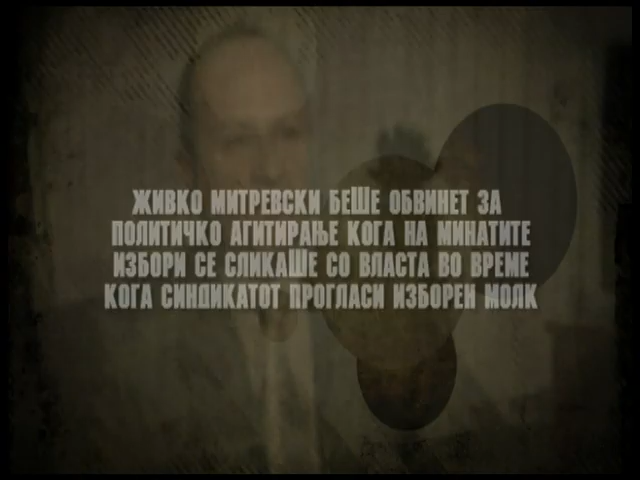 ЖИВКО МИТРЕВСКИ БЕШЕ ОБВИНЕТ ЗА
ПОЛИТИЧКО АГИТИРАЊЕ КОГА НА МИНАТИТЕ
ИЗБОРИ СЕ СЛИКАШЕ СО ВЛАСТА ВО ВРЕМЕ
КОГА СИНДИКАТОТ ПРОГЛАСИ ИЗБОРЕН МОЛК